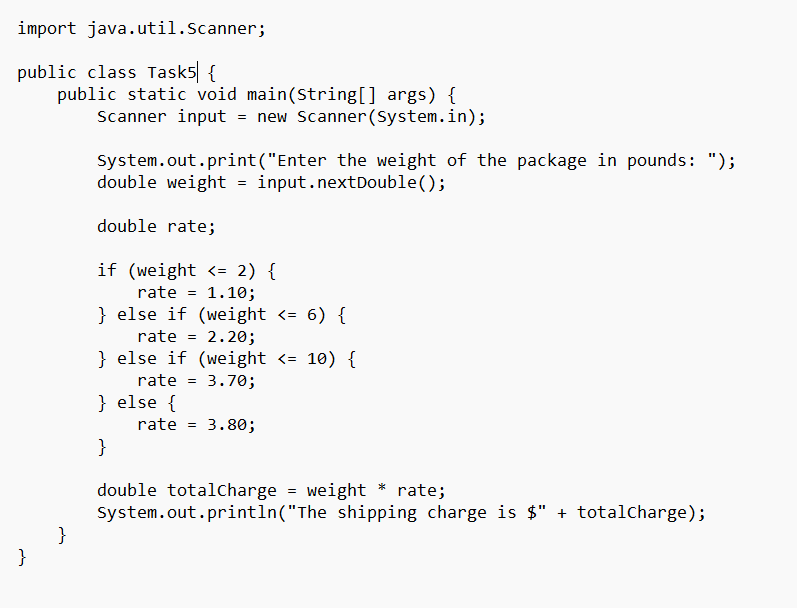 import java.util.Scanner;
public class Task5 {
    public static void main(String[] args) {
        Scanner input = new Scanner(System.in);
        System.out.print("Enter the weight of the package in pounds: ");
        double weight = input.nextDouble();
        double rate;
        if (weight <= 2) {
            rate = 1.10;
        } else if (weight <= 6) {
            rate = 2.20;
        } else if (weight <= 10) {
            rate = 3.70;
        } else {
            rate = 3.80;
        }
        double totalCharge = weight * rate;
        System.out.println("The shipping charge is $" + totalCharge);
    }
}